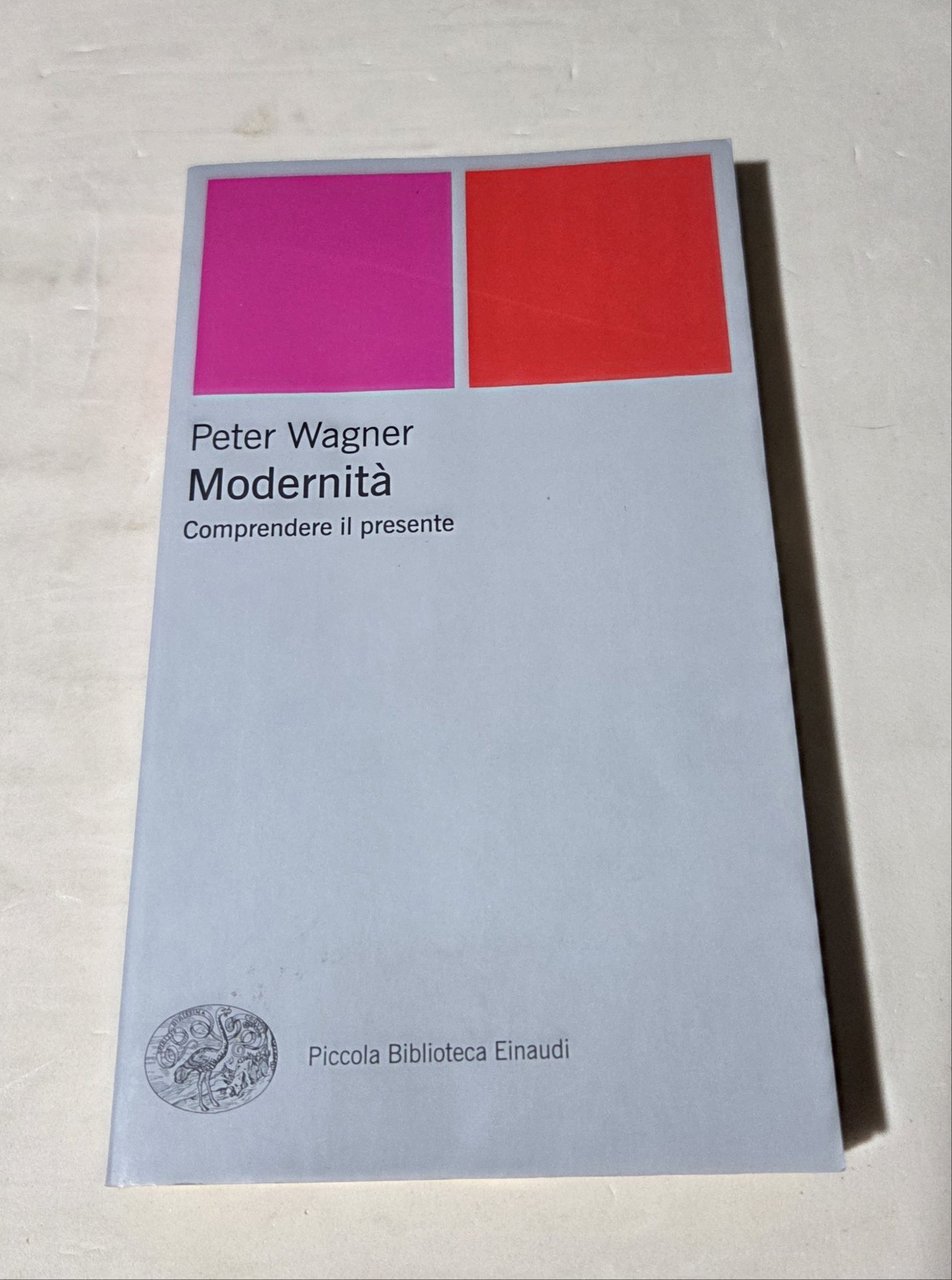 Peter Wagner
Modernità
Comprendere il presente
Piccola Biblioteca Einaudi